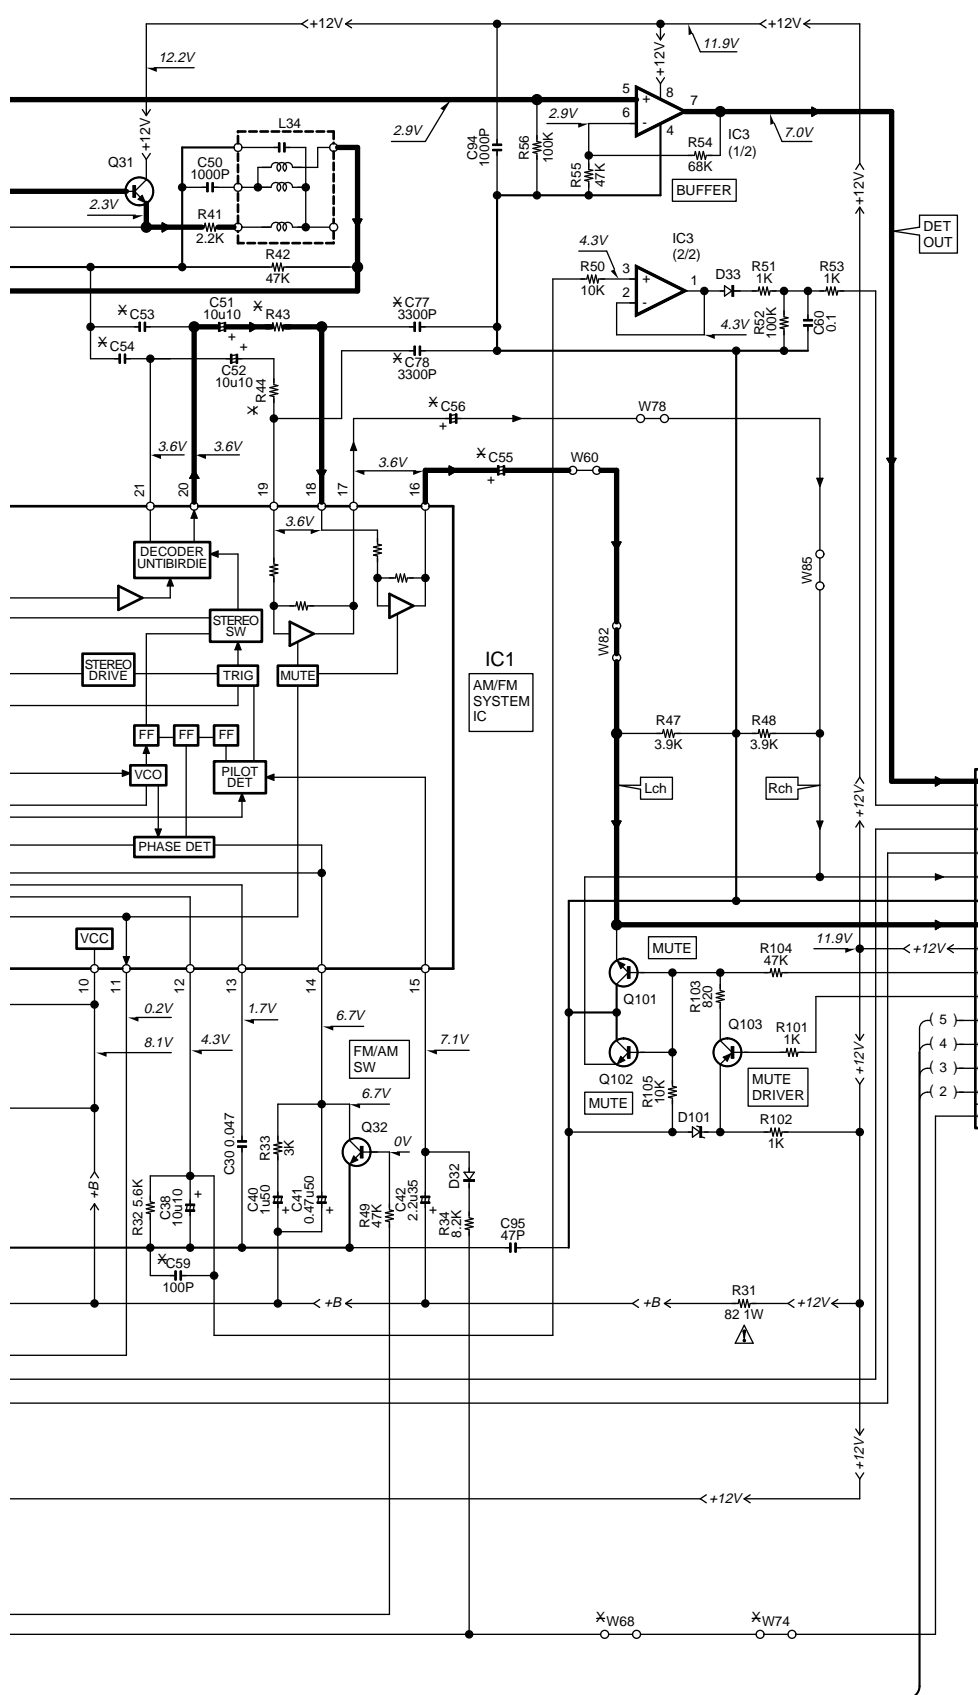 +12V
+12V
12.2V
+12V
11.9V
5
8
7
6
4
+
-
2.9V
2.9V
7.0V
+12V
L34
Q31
C50
1000P
C94
1000P
R56
100K
R55
47K
R54
68K
IC3
(1/2)
BUFFER
+12V
2.3V
R41
2.2K
DET
OUT
R42
47K
4.3V
IC3
(2/2)
R50
10K
3
2
1
+
-
D33
R51
1K
R53
1K
C53
C51
10u10
+
R43
C77
3300P
4.3V
R52
100K
C60
0.1
C54
C52
10u10
+
R44
C78
3300P
C56
+
W78
3.6V
3.6V
3.6V
C55
+
W60
21
20
19
18
17
16
3.6V
DECODER
UNTIBIRDIE
W85
STEREO
SW
W82
STEREO
DRIVE
TRIG
MUTE
IC1
AM/FM
SYSTEM
IC
FF
FF
FF
R47
3.9K
R48
3.9K
VCO
PILOT
DET
Lch
Rch
+12V
PHASE DET
VCC
MUTE
R104
47K
11.9V
+12V
10
11
12
13
14
15
Q101
R103
820
0.2V
1.7V
6.7V
Q103
R101
1K
(5)
(4)
(3)
(2)
8.1V
4.3V
FM/AM
SW
7.1V
+12V
Q102
MUTE
R105
10K
MUTE
DRIVER
6.7V
D101
R102
1K
C30 0.047
R33
3K
Q32
0V
D32
+B
R32 5.6K
C38
10u10
+
C40
1u50
+
C41
0.47u50
+
R49
47K
C42
2.2u35
+
R34
8.2K
C95
47P
C59
100P
+B
+B
R31
82 1W
+12V
+12V
+12V
W68
W74